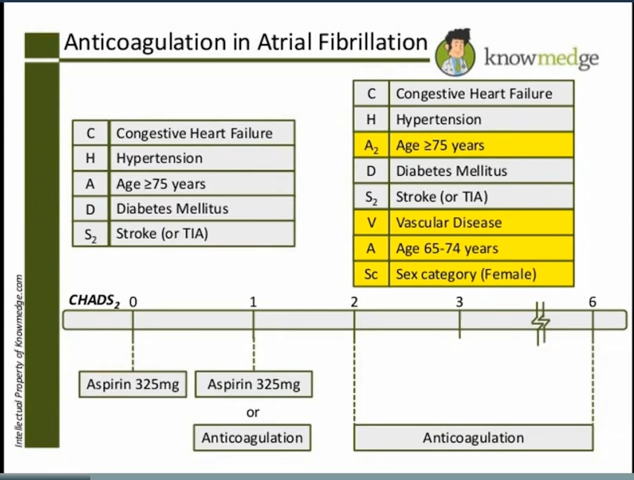 Anticoagulation in Atrial Fibrillation
knowmedge
C Congestive Heart Failure
H Hypertension
A Age ≥75 years
D Diabetes Mellitus
S₂ Stroke (or TIA)
C Congestive Heart Failure
H Hypertension
A₂ Age ≥75 years
D Diabetes Mellitus
S₂ Stroke (or TIA)
V Vascular Disease
A Age 65-74 years
Sc Sex category (Female)
CHADS₂ 0 1 2 3 6
Aspirin 325mg
Aspirin 325mg
or
Anticoagulation
Anticoagulation
Intellectual Property of Knowmedge.com